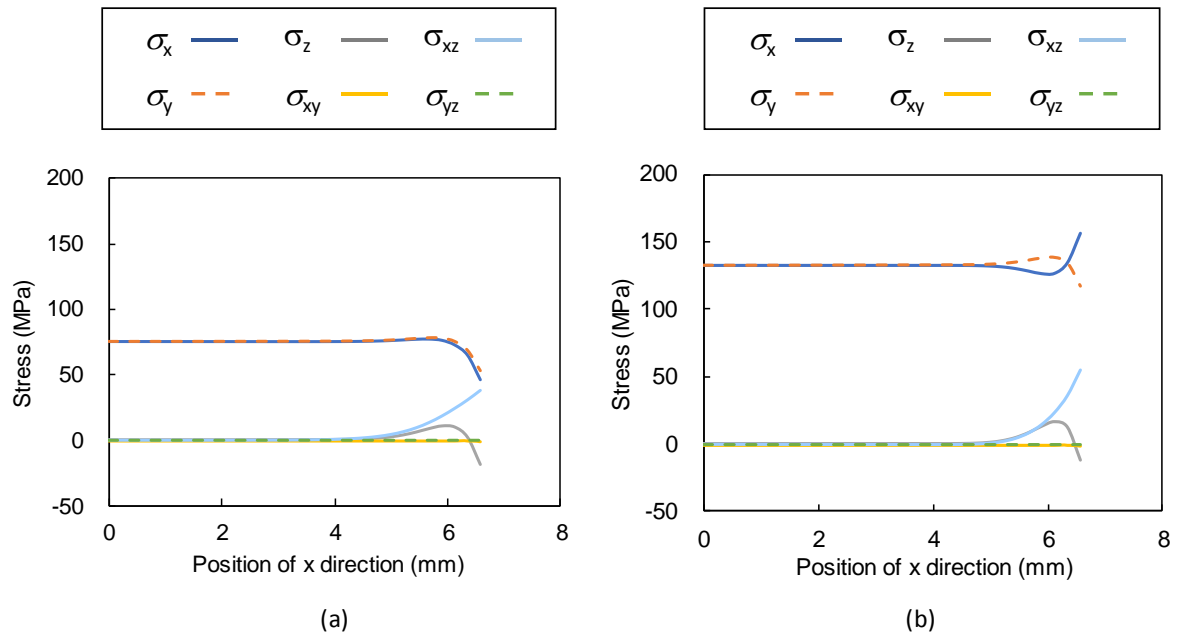 σx σz σxz
σy σxy σyz
200
150
100
50
0
-50
Stress (MPa)
0 2 4 6 8
Position of x direction (mm)
(a)
σx σz σxz
σy σxy σyz
200
150
100
50
0
-50
Stress (MPa)
0 2 4 6 8
Position of x direction (mm)
(b)